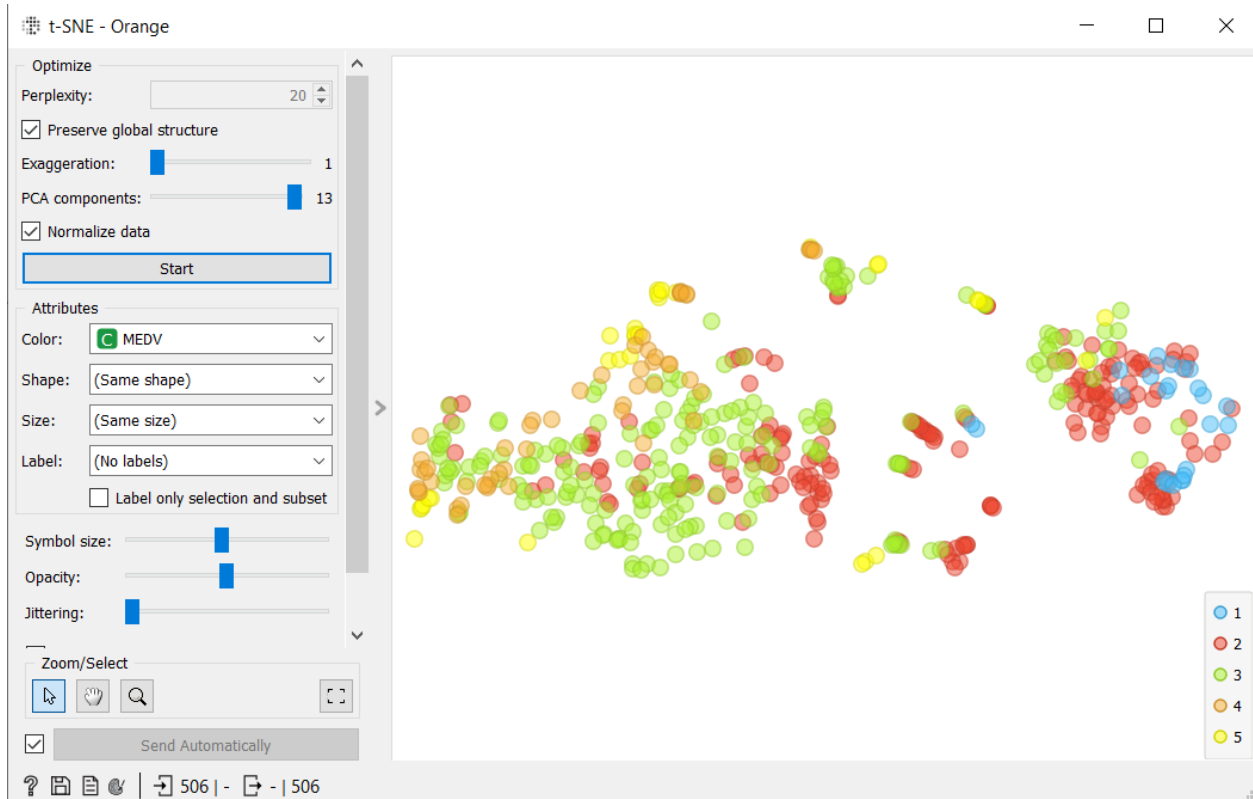 t-SNE - Orange
Optimize
Perplexity: 20
Preserve global structure
Exaggeration: 1
PCA components: 13
Normalize data
Start
Attributes
Color: C MEDV
Shape: (Same shape)
Size: (Same size)
Label: (No labels)
Label only selection and subset
Symbol size:
Opacity:
Jittering:
Zoom/Select
Send Automatically
? 506 | - - | 506
1
2
3
4
5